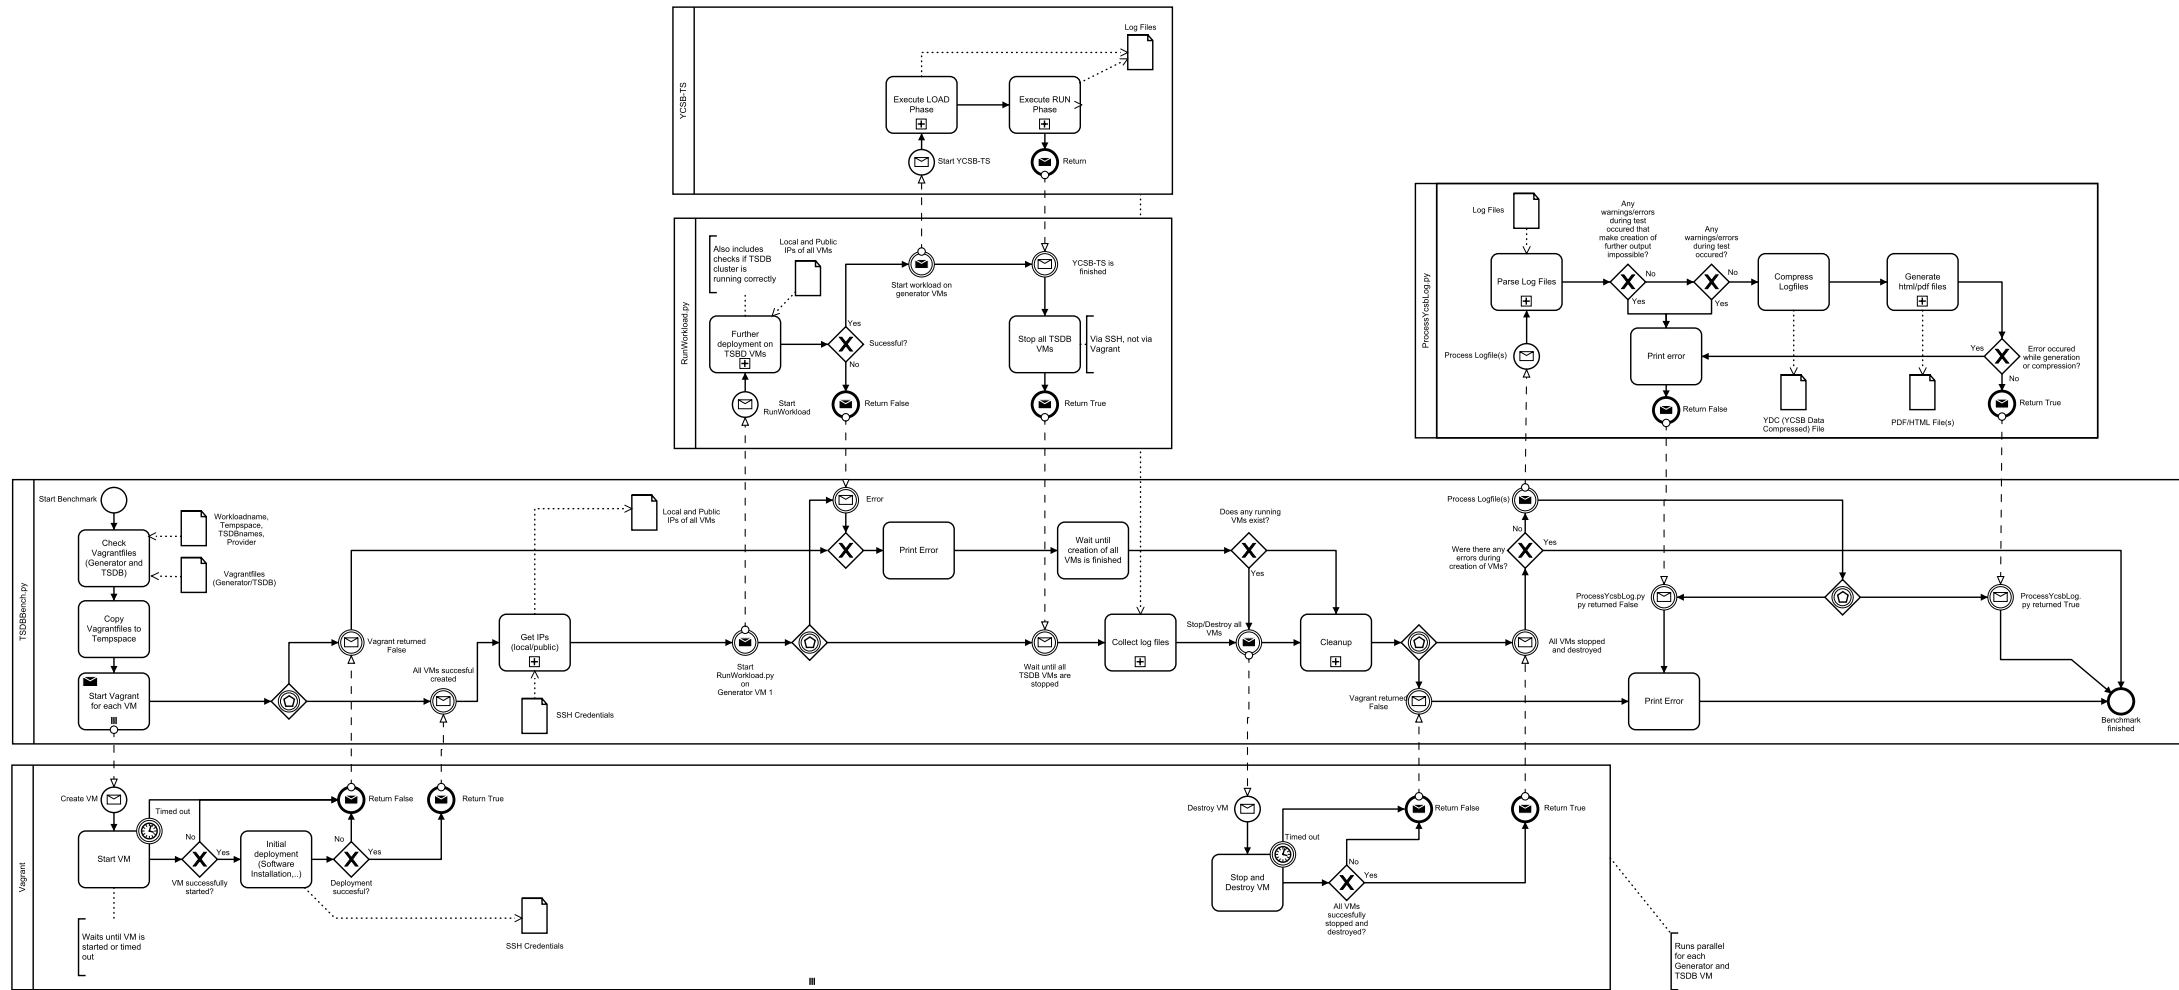 YCSB-TS
Log Files
Execute LOAD
Phase
Execute RUN
Phase
Start YCSB-TS
Return
RunWorkload.py
Also includes
checks if TSDB
cluster is
running correctly
Local and Public
IPs of all VMs
Further
deployment on
TSBD VMs
Start
RunWorkload
Yes
Sucessful?
No
Return False
Start workload on
generator VMs
YCSB-TS is
finished
Stop all TSDB
VMs
Via SSH, not via
Vagrant
Return True
ProcessYcsbLog.py
Log Files
Parse Log Files
Process Logfile(s)
Any
warnings/errors
during test
occured that
make creation of
further output
impossible?
No
Yes
Any
warnings/errors
during test
occured?
No
Yes
Compress
Logfiles
Generate
html/pdf files
Print error
Return False
YDC (YCSB Data
Compressed) File
PDF/HTML File(s)
Yes
Error occured
while generation
or compression?
No
Return True
TSDBBench.py
Start Benchmark
Check
Vagrantfiles
(Generator and
TSDB)
Workloadname,
Tempspace,
TSDBnames,
Provider
Vagrantfiles
(Generator/TSDB)
Copy
Vagrantfiles to
Tempspace
Start Vagrant
for each VM
Vagrant returned
False
All VMs succesful
created
Get IPs
(local/public)
Local and Public
IPs of all VMs
SSH Credentials
Start
RunWorkload.py
on
Generator VM 1
Error
Print Error
Wait until
creation of all
VMs is finished
Wait until all
TSDB VMs are
stopped
Collect log files
Does any running
VMs exist?
Yes
Stop/Destroy all
VMs
Cleanup
Vagrant returned
False
All VMs stopped
and destroyed
Were there any
errors during
creation of VMs?
No
Yes
Process Logfile(s)
ProcessYcsbLog.py
py returned False
ProcessYcsbLog.
py returned True
Print Error
Benchmark
finished
Vagrant
Create VM
Timed out
Start VM
Waits until VM is
started or timed
out
No
Yes
VM successfully
started?
Initial
deployment
(Software
Installation,..)
No
Yes
Deployment
succesful?
Return False
Return True
SSH Credentials
Destroy VM
Timed out
Stop and
Destroy VM
No
Yes
All VMs
succesfully
stopped and
destroyed?
Return False
Return True
Runs parallel
for each
Generator and
TSDB VM